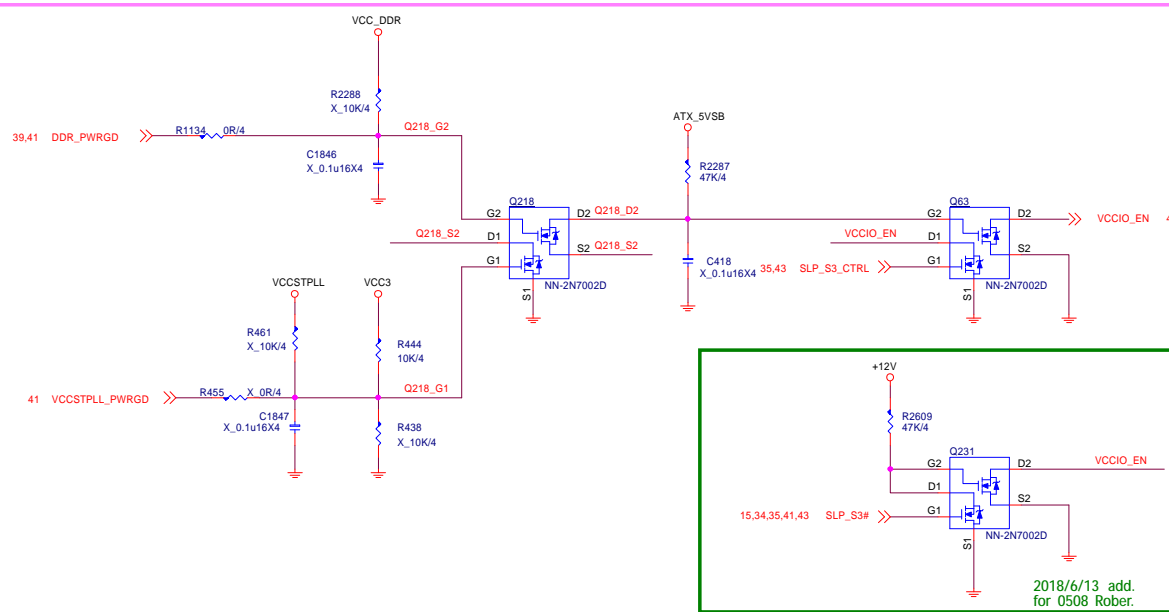 VCC_DDR
R2288
X_10K/4
39,41 DDR_PWRGD
R1134 0R/4
Q218_G2
C1846
X_0.1u16X4
ATX_5VSB
R2287
47K/4
Q218
G2
D2
Q218_D2
Q218_S2
D1
S2
Q218_S2
G1
S1
NN-2N7002D
C418
X_0.1u16X4
Q63
G2
D2
VCCIO_EN 4
VCCIO_EN
D1
S2
35,43 SLP_S3_CTRL
G1
S1
NN-2N7002D
VCCSTPLL
VCC3
R461
X_10K/4
R444
10K/4
41 VCCSTPLL_PWRGD
R455 X_0R/4
Q218_G1
C1847
X_0.1u16X4
R438
X_10K/4
+12V
R2609
47K/4
Q231
G2
D2
VCCIO_EN
D1
S2
15,34,35,41,43 SLP_S3#
G1
S1
NN-2N7002D
2018/6/13 add.
for 0508 Rober.